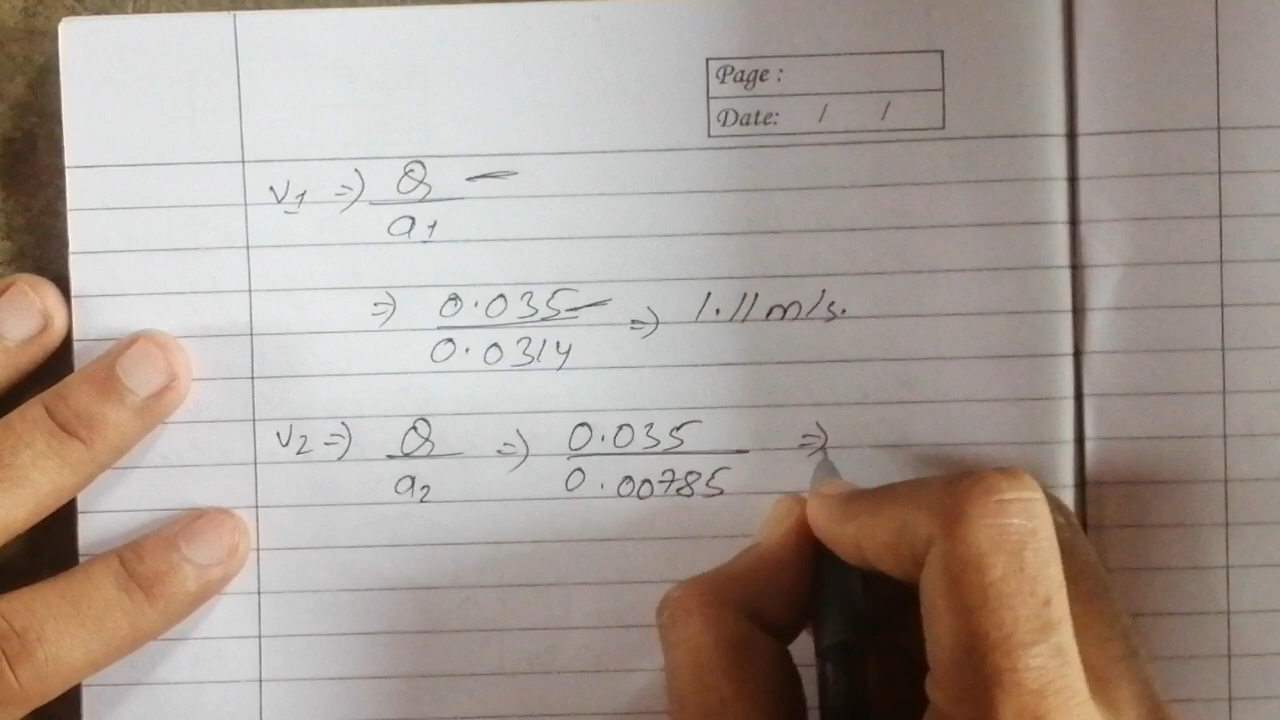 Page :
Date: / /
V1 => Q / a1
=> 0.035 / 0.0314 => 1.11 m/s.
V2 => Q / a2 => 0.035 / 0.00785 =>